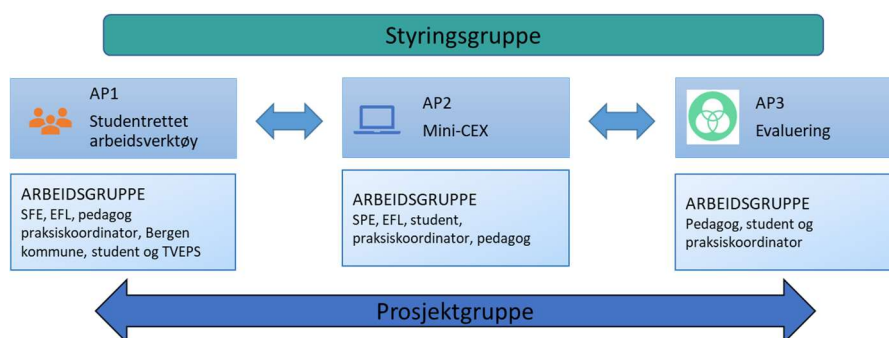 Styringsgruppe
AP1
Studentrettet
arbeidsverktøy
AP2
Mini-CEX
AP3
Evaluering
ARBEIDSGRUPPE
SFE, EFL, pedagog
praksiskoordinator, Bergen
kommune, student og TVEPS
ARBEIDSGRUPPE
SPE, EFL, student,
praksiskoordinator, pedagog
ARBEIDSGRUPPE
Pedagog, student og
praksiskoordinator
Prosjektgruppe